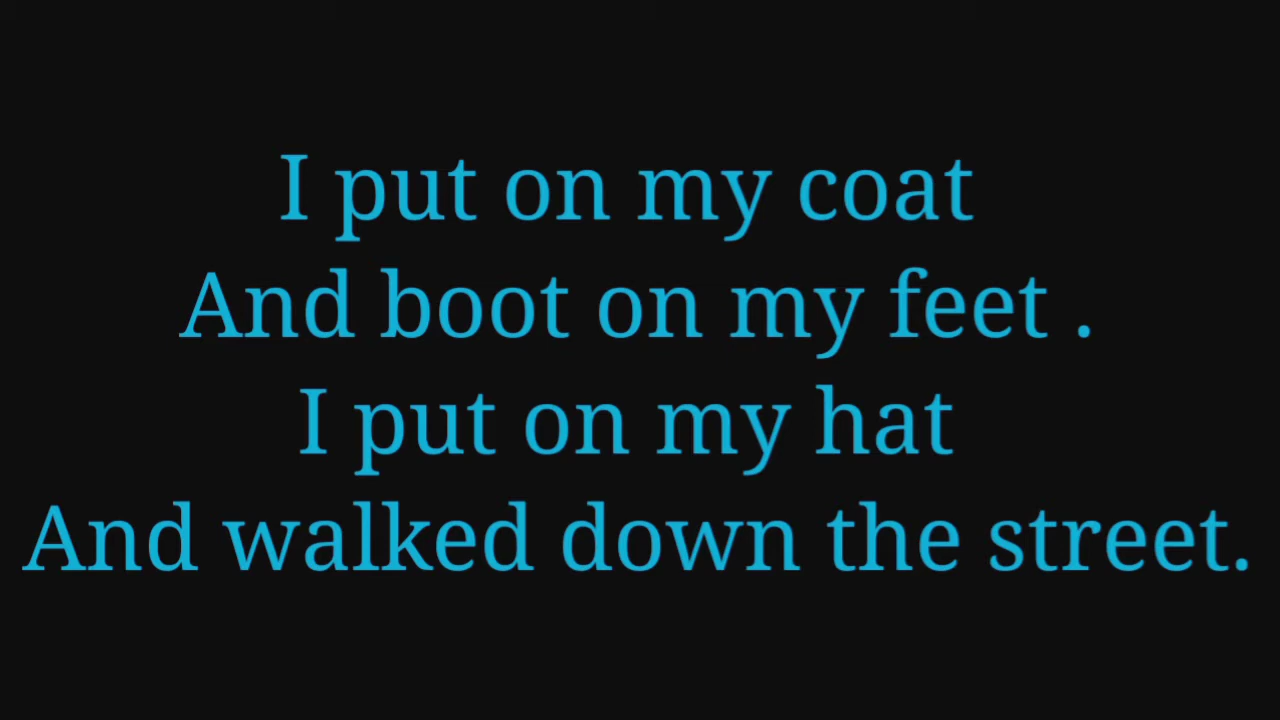 I put on my coat
And boot on my feet .
I put on my hat
And walked down the street.